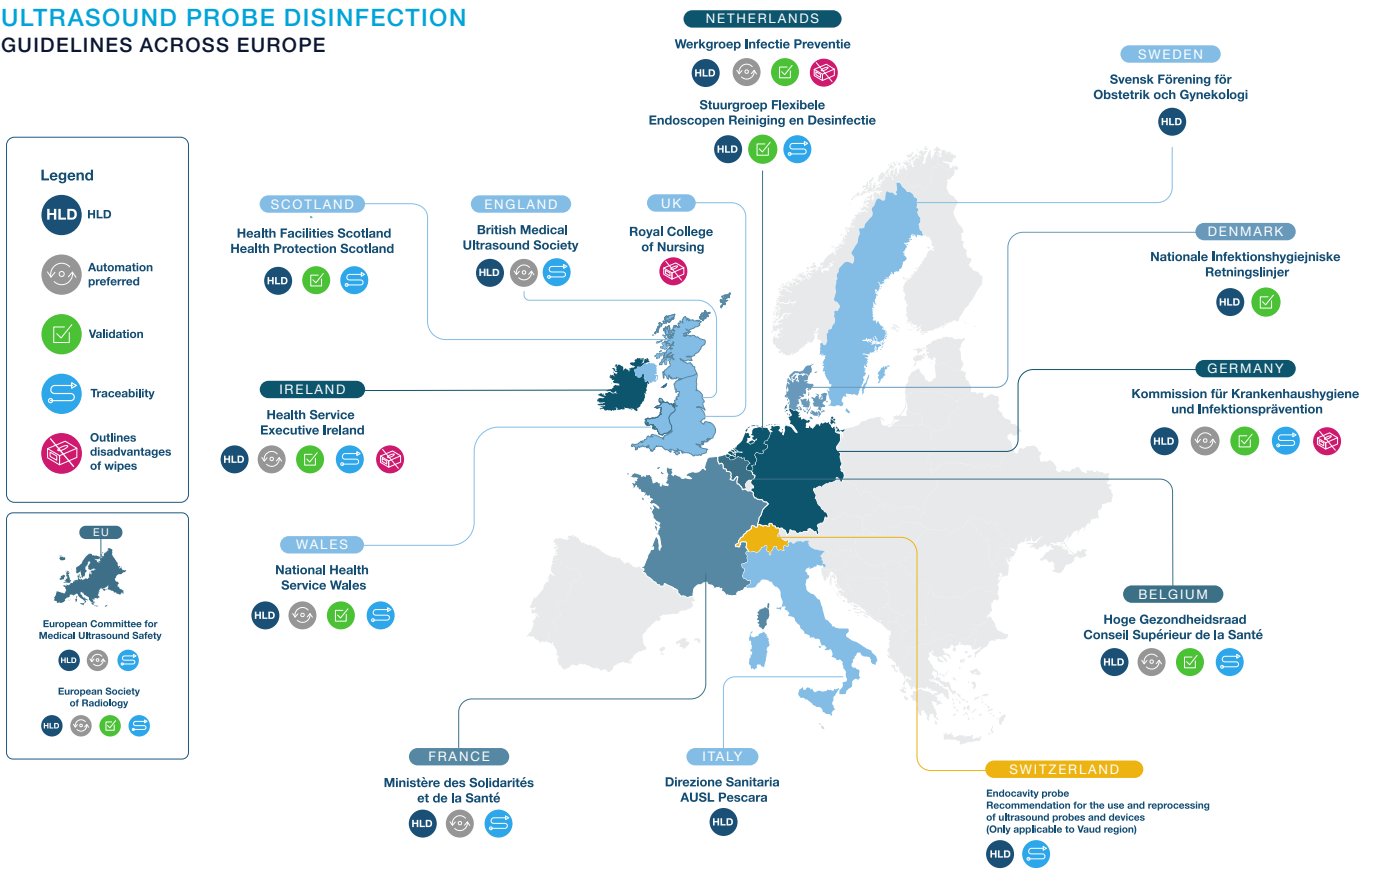 ULTRASOUND PROBE DISINFECTION
GUIDELINES ACROSS EUROPE
Legend
HLD HLD
Automation
preferred
Validation
Traceability
Outlines
disadvantages
of wipes
EU
European Committee for
Medical Ultrasound Safety
HLD
European Society
of Radiology
HLD
SCOTLAND
Health Facilities Scotland
Health Protection Scotland
HLD
ENGLAND
British Medical
Ultrasound Society
HLD
UK
Royal College
of Nursing
NETHERLANDS
Werkgroep Infectie Preventie
HLD
Stuurgroep Flexibele
Endoscopen Reiniging en Desinfectie
HLD
SWEDEN
Svensk Förening för
Obstetrik och Gynekologi
HLD
DENMARK
Nationale Infektionshygiejniske
Retningslinjer
HLD
GERMANY
Kommission für Krankenhaushygiene
und Infektionsprävention
HLD
IRELAND
Health Service
Executive Ireland
HLD
WALES
National Health
Service Wales
HLD
BELGIUM
Hoge Gezondheidsraad
Conseil Supérieur de la Santé
HLD
FRANCE
Ministère des Solidarités
et de la Santé
HLD
ITALY
Direzione Sanitaria
AUSL Pescara
HLD
SWITZERLAND
Endocavity probe
Recommendation for the use and reprocessing
of ultrasound probes and devices
(Only applicable to Vaud region)
HLD